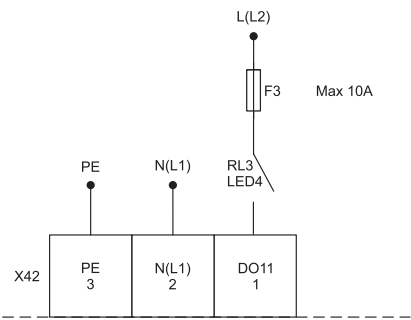 L(L2)
F3 Max 10A
PE N(L1) RL3
LED4
X42 PE N(L1) DO11
3 2 1